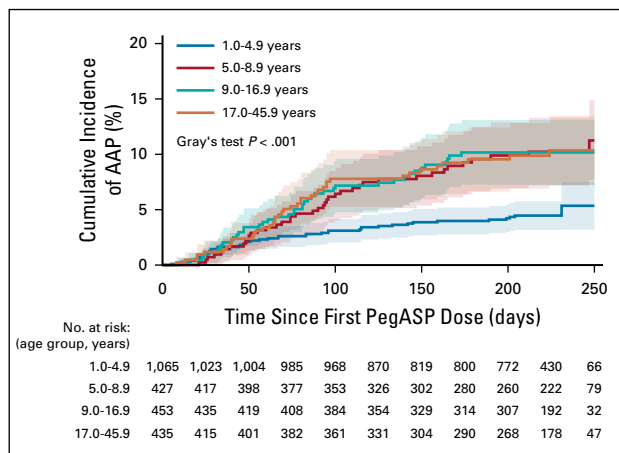 20
15
10
5
0
Cumulative Incidence
of AAP (%)
1.0-4.9 years
5.0-8.9 years
9.0-16.9 years
17.0-45.9 years
Gray's test P < .001
0 50 100 150 200 250
Time Since First PegASP Dose (days)
No. at risk:
(age group, years)
1.0-4.9 1,065 1,023 1,004 985 968 870 819 800 772 430 66
5.0-8.9 427 417 398 377 353 326 302 280 260 222 79
9.0-16.9 453 435 419 408 384 354 329 314 307 192 32
17.0-45.9 435 415 401 382 361 331 304 290 268 178 47